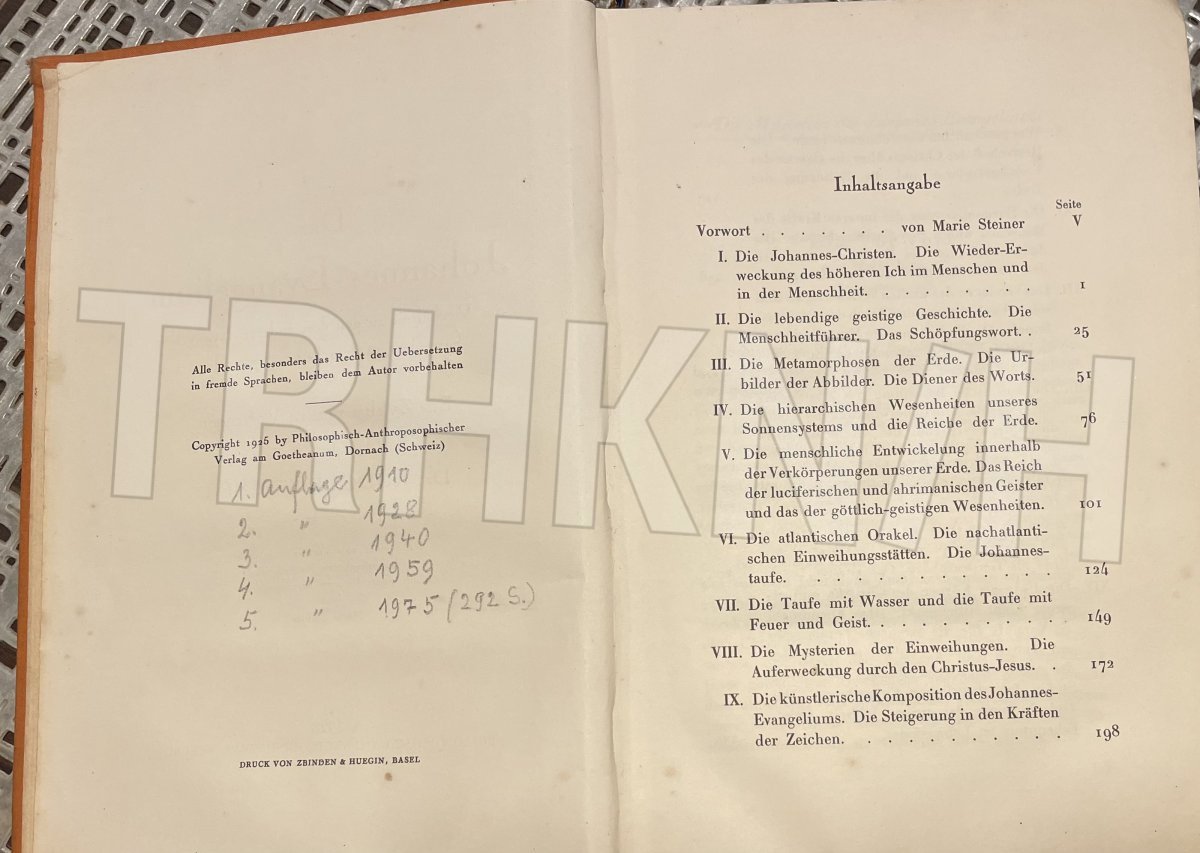 Alle Rechte, besonders das Recht der Uebersetzung
in fremde Sprachen, bleiben dem Autor vorbehalten
Copyright 1925 by Philosophisch-Anthroposophischer
Verlag am Goetheanum, Dornach (Schweiz)
1. Auflage 1910
2. " 1928
3. " 1940
4. " 1959
5. " 1975 (292 S.)
DRUCK VON ZBINDEN & HUEGIN, BASEL
Inhaltsangabe
Seite
Vorwort . . . . . . . von Marie Steiner V
I. Die Johannes-Christen. Die Wieder-Er-
weckung des höheren Ich im Menschen und
in der Menschheit. . . . . . . . . 1
II. Die lebendige geistige Geschichte. Die
Menschheitführer. Das Schöpfungswort. . 25
III. Die Metamorphosen der Erde. Die Ur-
bilder der Abbilder. Die Diener des Worts. 51
IV. Die hierarchischen Wesenheiten unseres
Sonnensystems und die Reiche der Erde. 76
V. Die menschliche Entwickelung innerhalb
der Verkörperungen unserer Erde. Das Reich
der luciferischen und ahrimanischen Geister
und das der göttlich-geistigen Wesenheiten. 101
VI. Die atlantischen Orakel. Die nachatlanti-
schen Einweihungsstätten. Die Johannes-
taufe. . . . . . . . . . . . . 124
VII. Die Taufe mit Wasser und die Taufe mit
Feuer und Geist. . . . . . . . . . 149
VIII. Die Mysterien der Einweihungen. Die
Auferweckung durch den Christus-Jesus. . 172
IX. Die künstlerische Komposition des Johannes-
Evangeliums. Die Steigerung in den Kräften
der Zeichen. . . . . . . . . . . 198
TRHKNVH